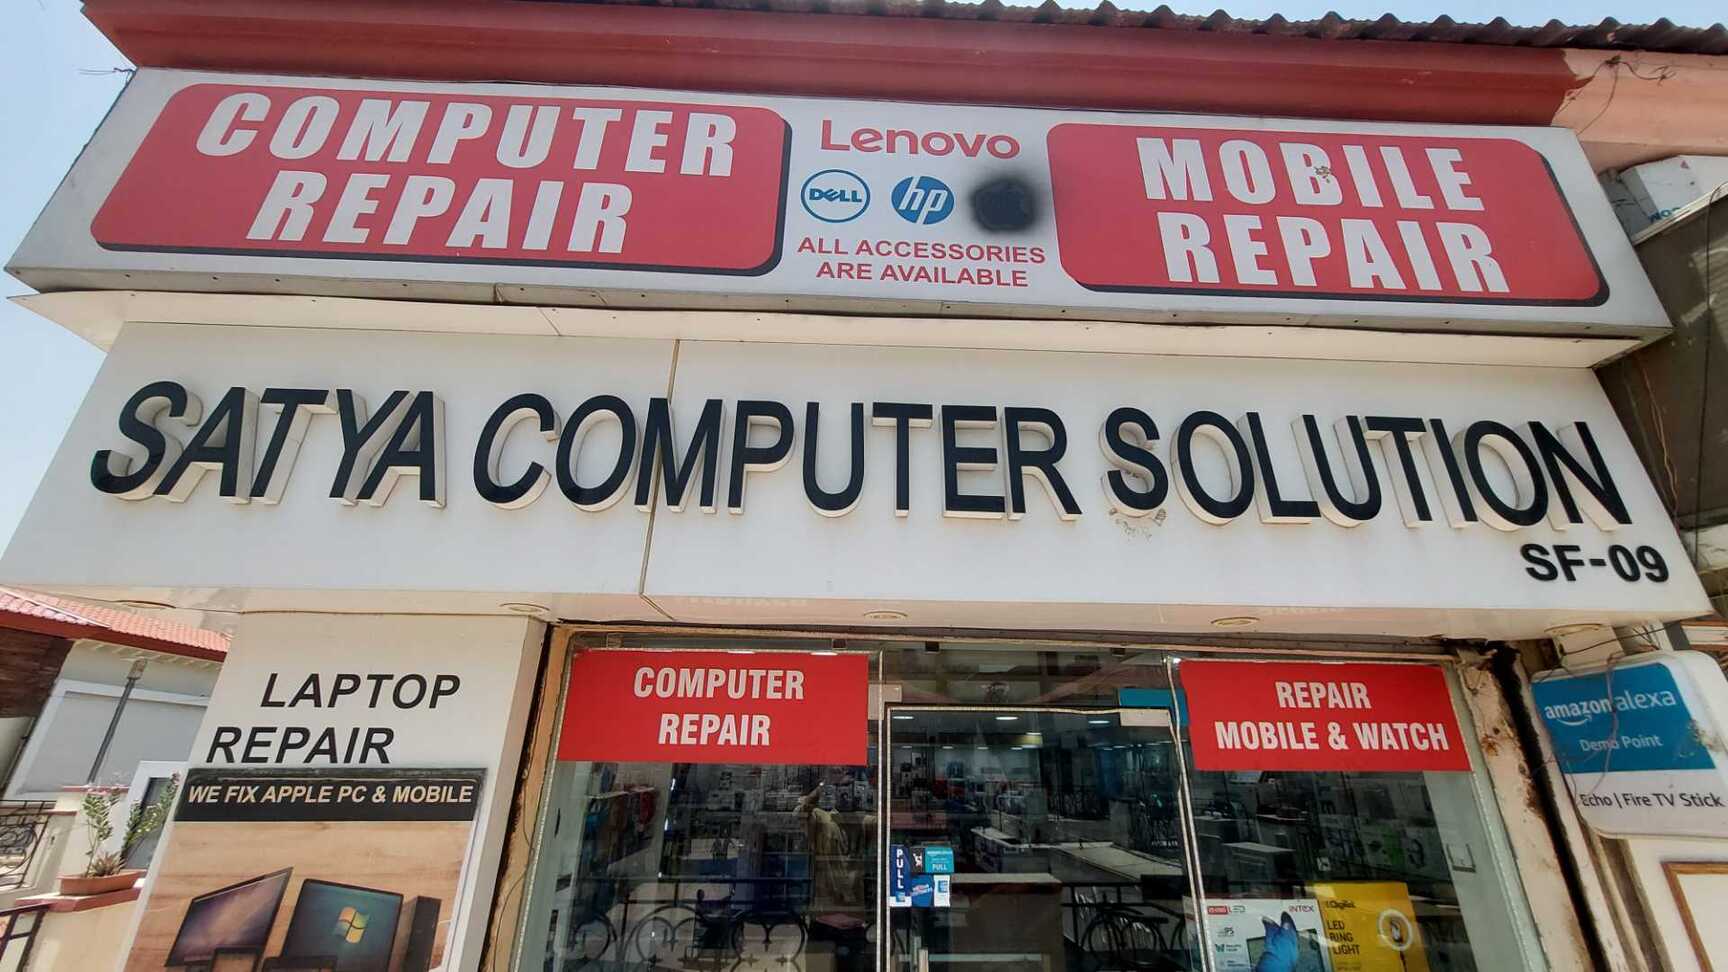 COMPUTER
REPAIR
Lenovo
DELL
hp
ALL ACCESSORIES
ARE AVAILABLE
MOBILE
REPAIR
SATYA COMPUTER SOLUTION
SF-09
LAPTOP
REPAIR
WE FIX APPLE PC & MOBILE
COMPUTER
REPAIR
REPAIR
MOBILE & WATCH
amazon alexa
Demo Point
Echo | Fire TV Stick
PULL
PULL
INTEX
LED
RING
LIGHT